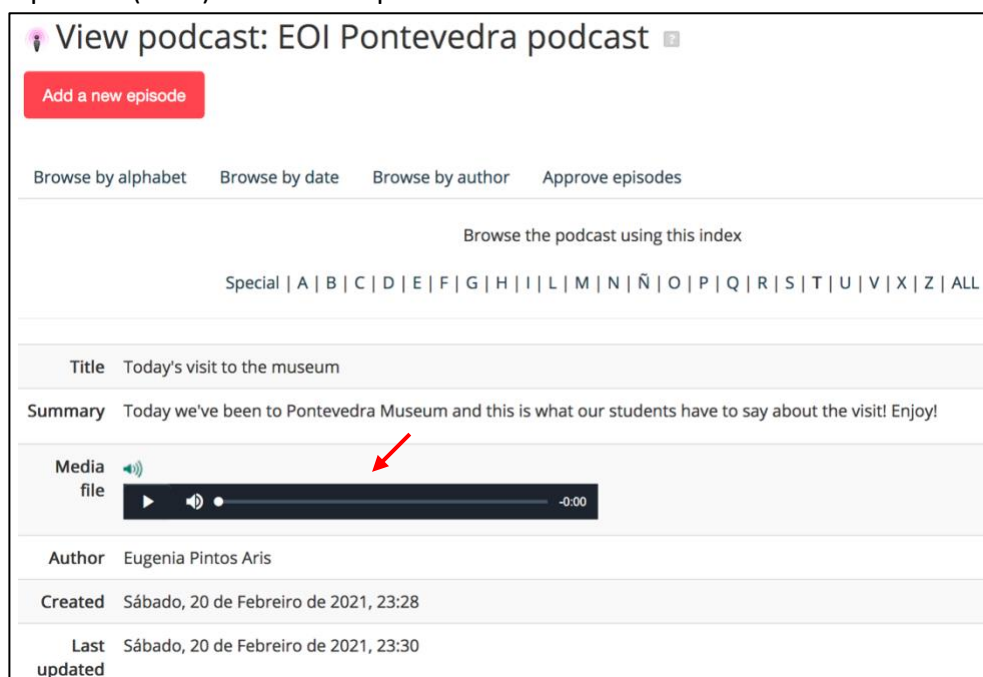 View podcast: EOI Pontevedra podcast
Add a new episode
Browse by alphabet Browse by date Browse by author Approve episodes
Browse the podcast using this index
Special | A | B | C | D | E | F | G | H | I | L | M | N | Ñ | O | P | Q | R | S | T | U | V | X | Z | ALL
Title Today's visit to the museum
Summary Today we've been to Pontevedra Museum and this is what our students have to say about the visit! Enjoy!
Media
file
-0:00
Author Eugenia Pintos Aris
Created Sábado, 20 de Febreiro de 2021, 23:28
Last Sábado, 20 de Febreiro de 2021, 23:30
updated